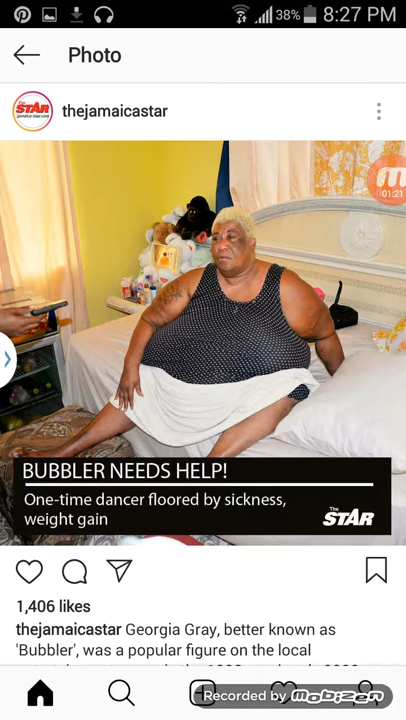 38% 8:27 PM
Photo
The
STAR
thejamaicastar
01:21
BUBBLER NEEDS HELP!
One-time dancer floored by sickness,
weight gain
The
STAR
1,406 likes
thejamaicastar Georgia Gray, better known as
'Bubbler', was a popular figure on the local
Recorded by mobizen